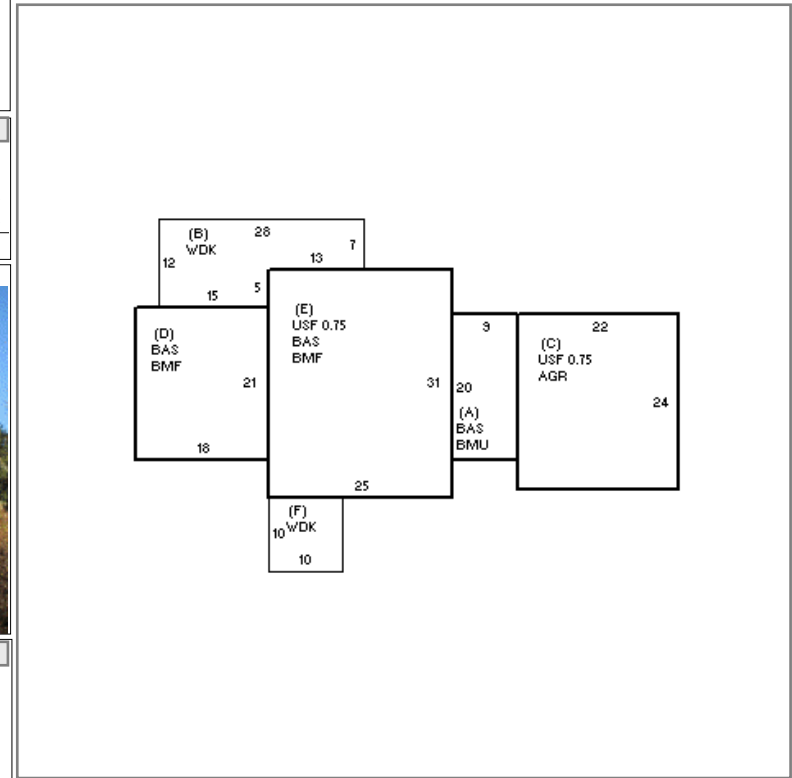 (B)
WDK
28
7
12
13
15
5
(E)
USF 0.75
BAS
BMF
(D)
BAS
BMF
21
18
31
25
9
20
(A)
BAS
BMU
22
(C)
USF 0.75
AGR
24
(F)
WDK
10
10